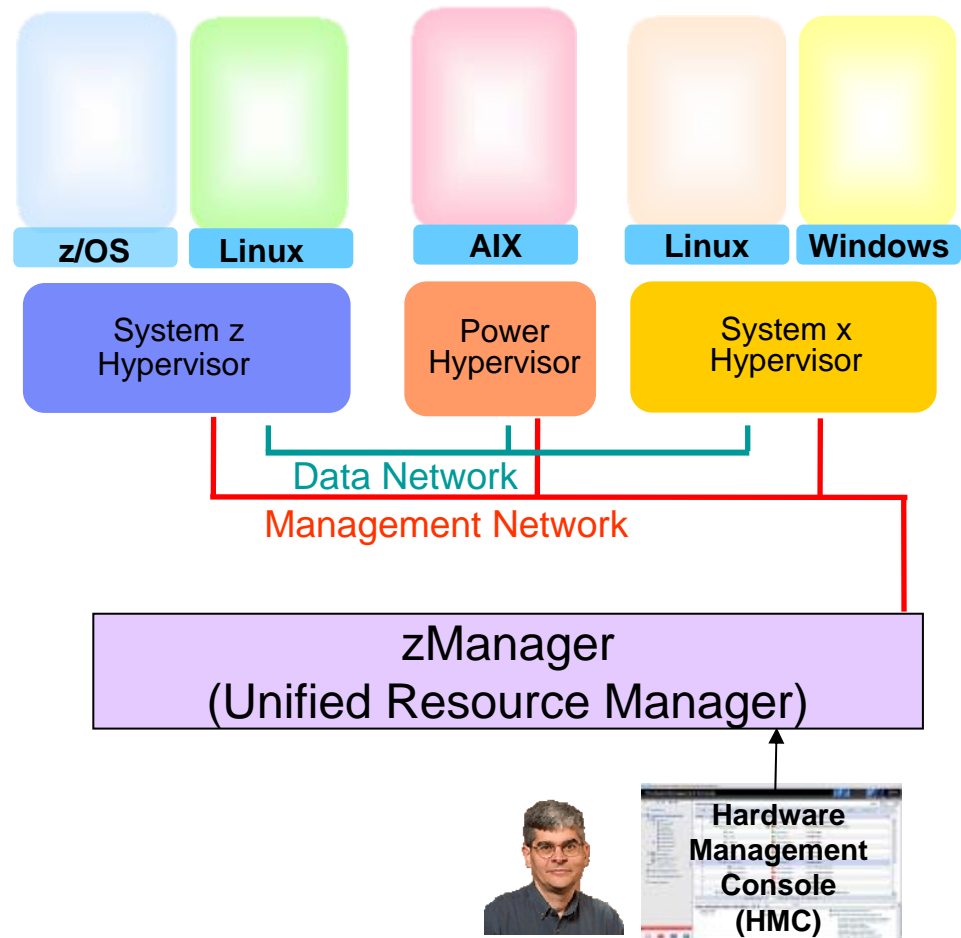 z/OS
Linux
AIX
Linux
Windows
System z
Hypervisor
Power
Hypervisor
System x
Hypervisor
Data Network
Management Network
zManager
(Unified Resource Manager)
Hardware
Management
Console
(HMC)